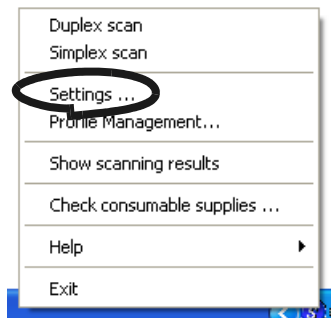 Duplex scan
Simplex scan
Settings ...
Profile Management...
Show scanning results
Check consumable supplies ...
Help
Exit